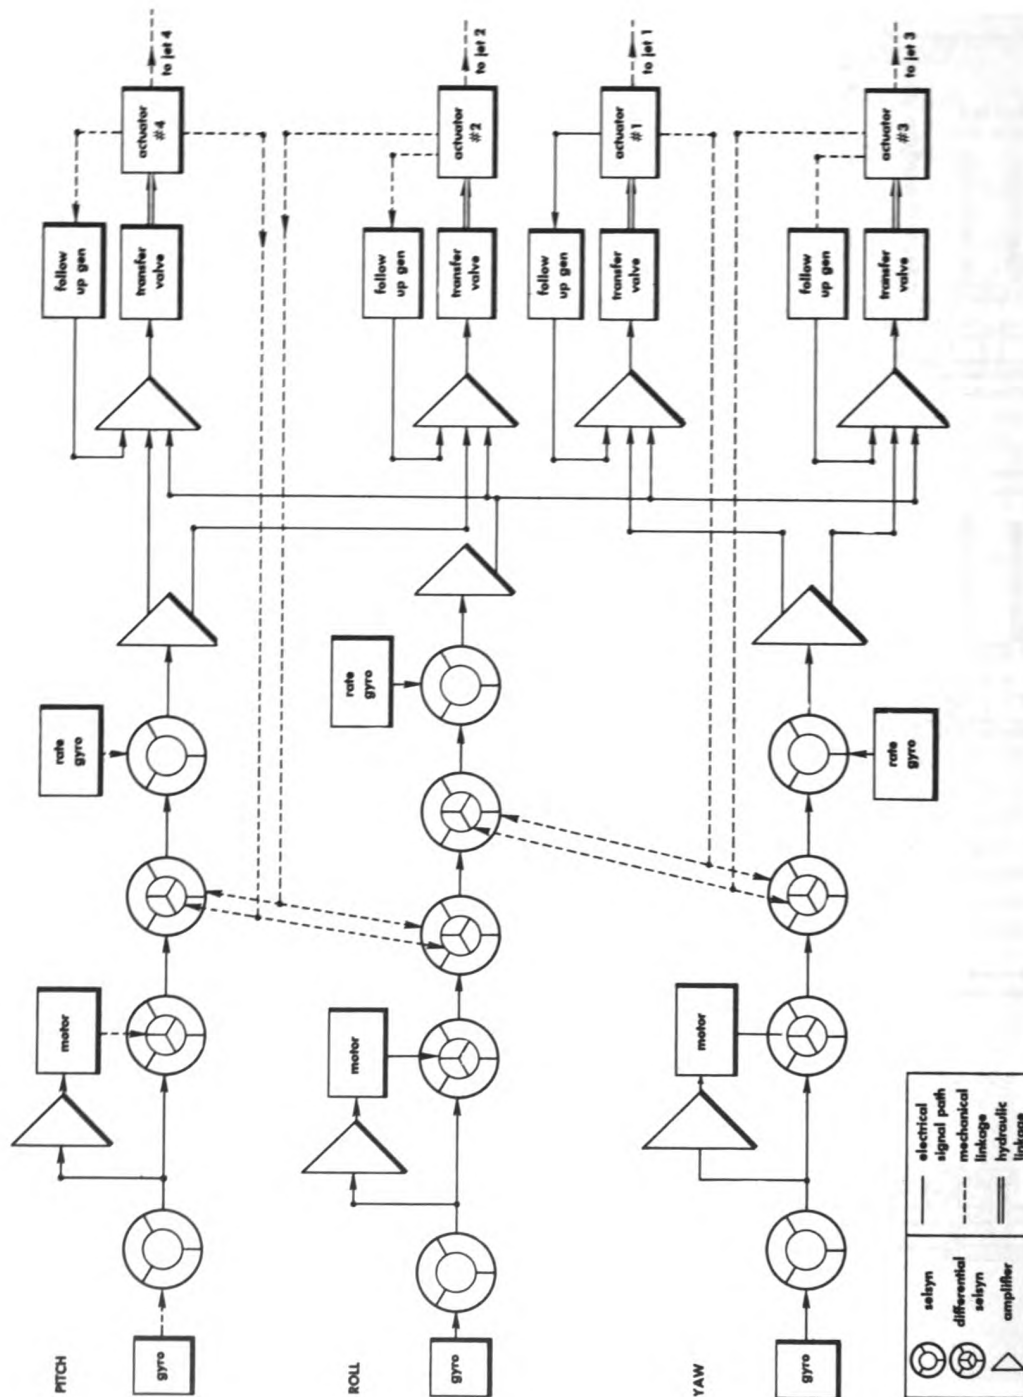 PITCH
gyro
motor
rate
gyro
follow
up gen
transfer
valve
actuator
#4
to jet 4
ROLL
gyro
motor
rate
gyro
follow
up gen
transfer
valve
actuator
#2
to jet 2
follow
up gen
transfer
valve
actuator
#1
to jet 1
YAW
gyro
motor
rate
gyro
follow
up gen
transfer
valve
actuator
#3
to jet 3
selsyn
differential
selsyn
amplifier
electrical
signal path
mechanical
linkage
hydraulic
linkage